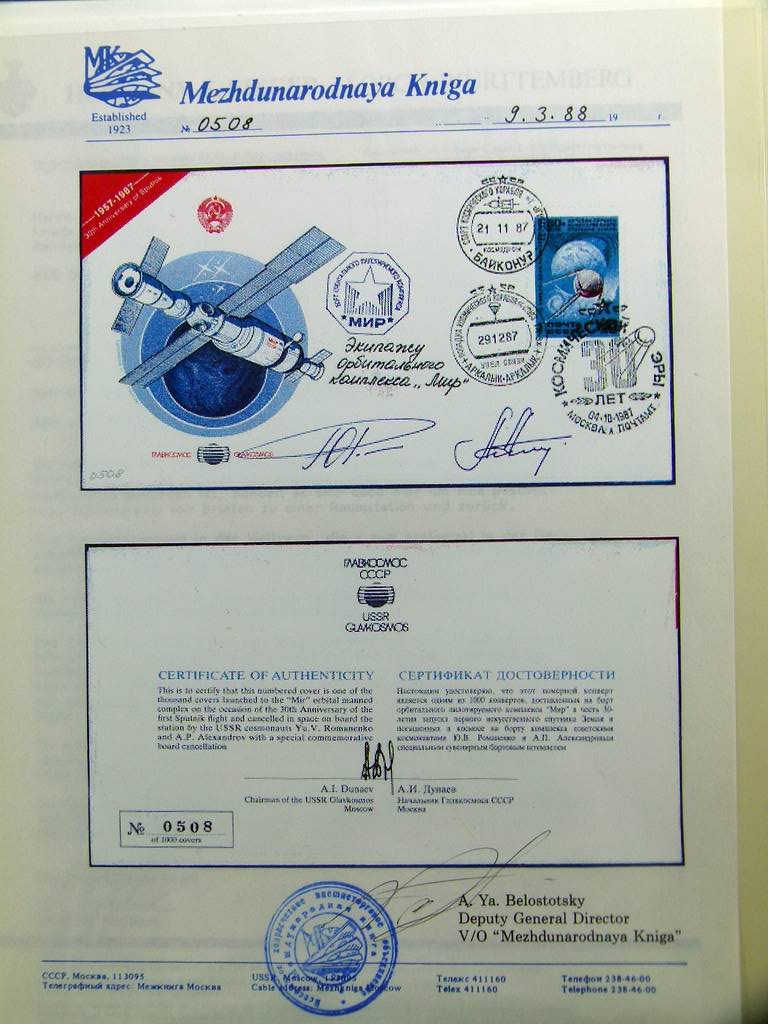 МК
Established
1923
Mezhdunarodnaya Kniga
№ 0508
9. 3. 88 19 г.
1957-1987
30th Anniversary of Sputnik
МИР
Экипажу
орбитального
комплекса „Мир"
ГЛАВКОСМОС GLAVKOSMOS
0508
21 11 87
КОСМОДРОМ
БАЙКОНУР
291287
УЗЕЛ СВЯЗИ
АРКАЛЫК · АРКАЛЫК
ПОЧТА
КОСМИЧЕСКОЙ ЭРЫ
30
ЛЕТ
04·10·1987
МОСКВА ПОЧТАМТ
ГЛАВКОСМОС
СССР
USSR
GLAVKOSMOS
CERTIFICATE OF AUTHENTICITY
This is to certify that this numbered cover is one of the
thousand covers launched to the "Mir" orbital manned
complex on the occasion of the 30th Anniversary of the
first Sputnik flight and cancelled in space on board the
station by the USSR cosmonauts Yu.V. Romanenko
and A.P. Alexandrov with a special commemorative
board cancellation
СЕРТИФИКАТ ДОСТОВЕРНОСТИ
Настоящим удостоверяю, что этот номерной конверт
является одним из 1000 конвертов, доставленных на борт
орбитального пилотируемого комплекса "Мир" в честь 30-
летия запуска первого искусственного спутника Земли и
погашенных в космосе на борту комплекса советскими
космонавтами Ю.В. Романенко и А.П. Александровым
специальным сувенирным бортовым штемпелем
A.I. Dunaev
Chairman of the USSR Glavkosmos
Moscow
А.И. Дунаев
Начальник Главкосмоса СССР
Москва
№ 0508
of 1000 covers
A. Ya. Belostotsky
Deputy General Director
V/O "Mezhdunarodnaya Kniga"
СССР, Москва, 113095
Телеграфный адрес: Межкнига Москва
USSR, Moscow, 113095
Cable address: Mezhkniga Moscow
Телекс 411160
Telex 411160
Телефон 238-46-00
Telephone 238-46-00